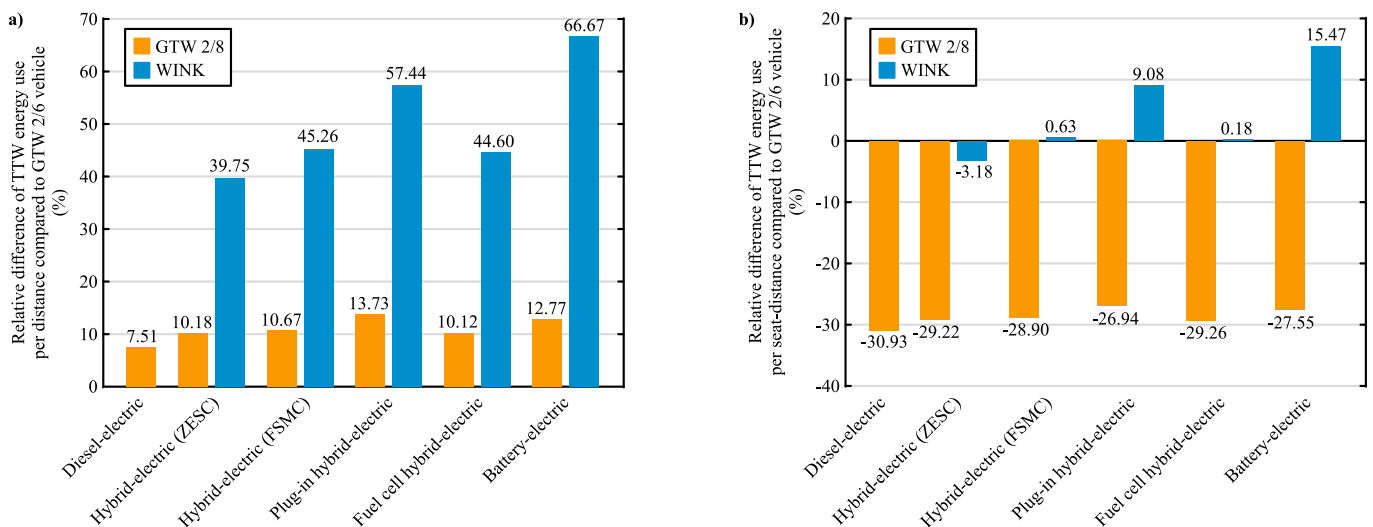 a)
Relative difference of TTW energy use
per distance compared to GTW 2/6 vehicle
(%)
70
60
50
40
30
20
10
0
GTW 2/8
WINK
7.51
10.18
39.75
10.67
45.26
13.73
57.44
10.12
44.60
12.77
66.67
Diesel-electric
Hybrid-electric (ZESC)
Hybrid-electric (FSMC)
Plug-in hybrid-electric
Fuel cell hybrid-electric
Battery-electric
b)
Relative difference of TTW energy use
per seat-distance compared to GTW 2/6 vehicle
(%)
20
10
0
-10
-20
-30
-40
GTW 2/8
WINK
-30.93
-29.22
-3.18
-28.90
0.63
-26.94
9.08
-29.26
0.18
-27.55
15.47
Diesel-electric
Hybrid-electric (ZESC)
Hybrid-electric (FSMC)
Plug-in hybrid-electric
Fuel cell hybrid-electric
Battery-electric